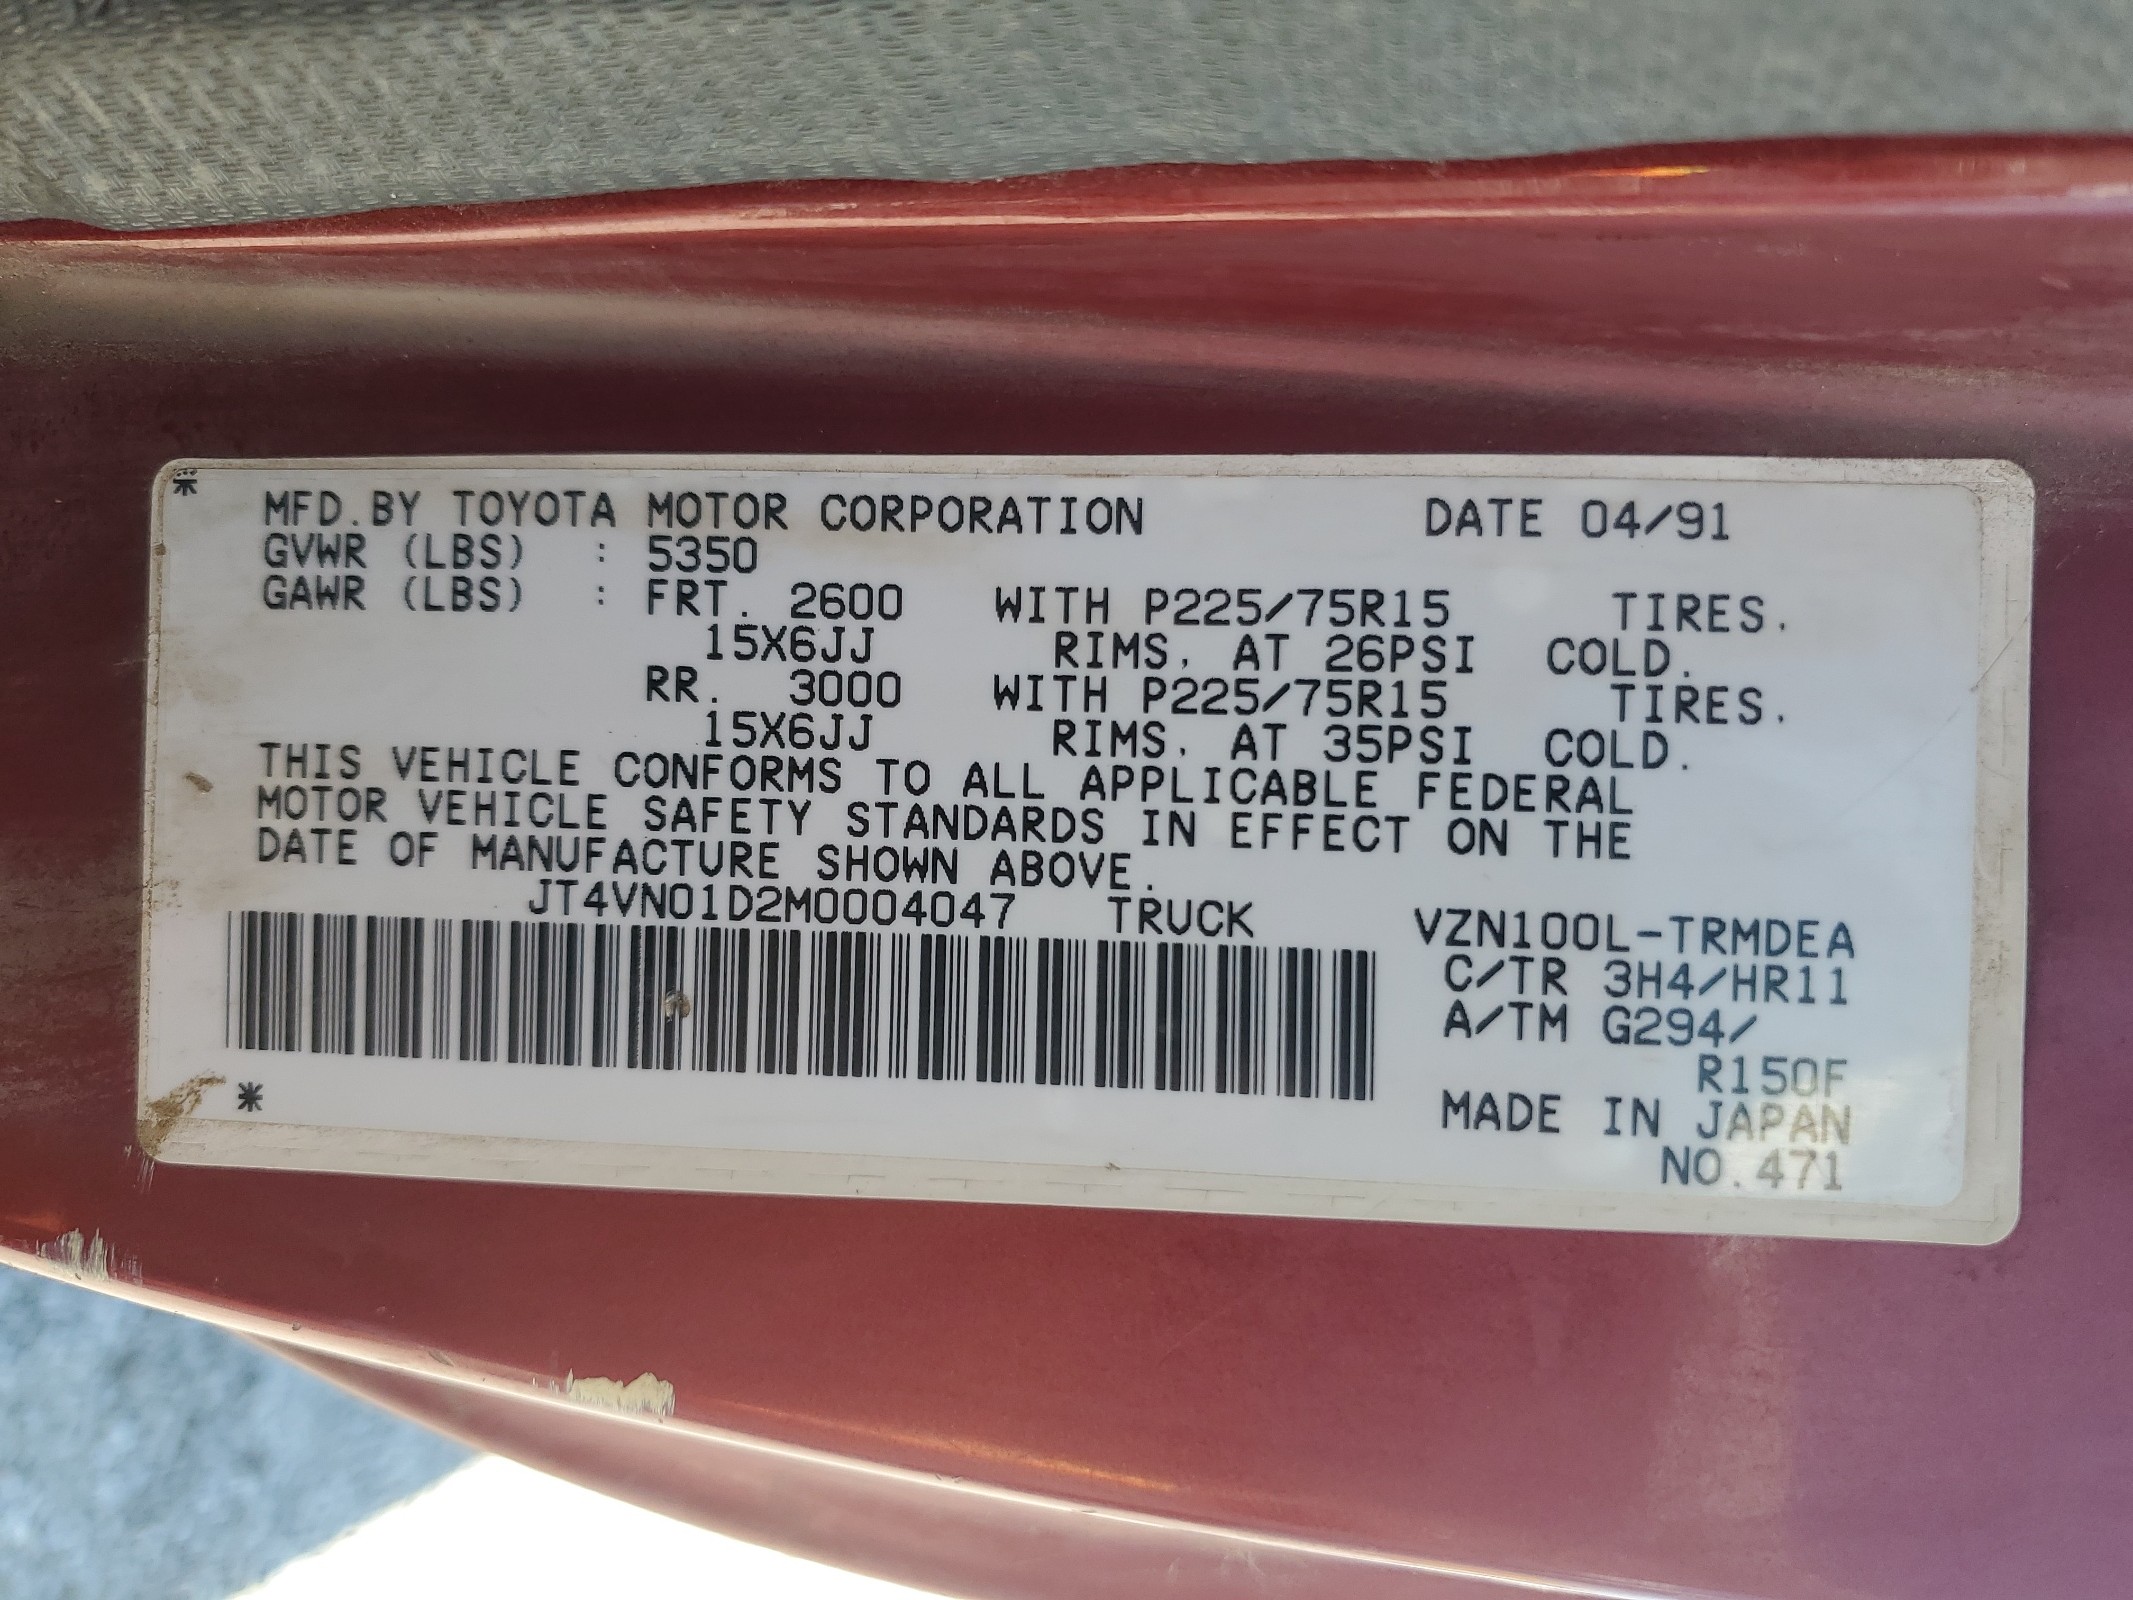 MFD.BY TOYOTA MOTOR CORPORATION DATE 04/91
GVWR (LBS) : 5350
GAWR (LBS) : FRT. 2600 WITH P225/75R15 TIRES.
15X6JJ RIMS, AT 26PSI COLD.
RR. 3000 WITH P225/75R15 TIRES.
15X6JJ RIMS, AT 35PSI COLD.
THIS VEHICLE CONFORMS TO ALL APPLICABLE FEDERAL
MOTOR VEHICLE SAFETY STANDARDS IN EFFECT ON THE
DATE OF MANUFACTURE SHOWN ABOVE.
JT4VN01D2M0004047 TRUCK VZN100L-TRMDEA
C/TR 3H4/HR11
A/TM G294/
R150F
MADE IN JAPAN
NO.471